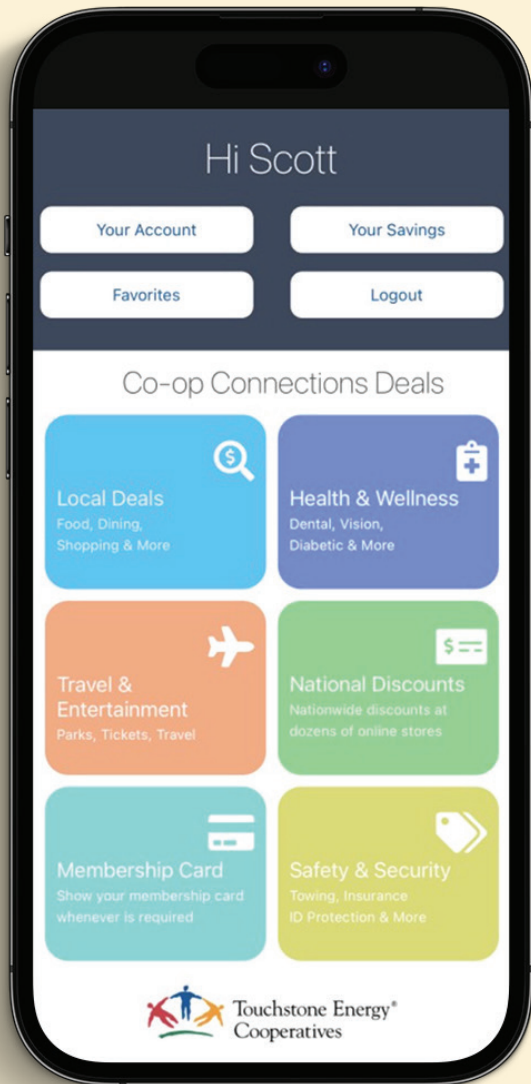 Hi Scott
Your Account
Your Savings
Favorites
Logout
Co-op Connections Deals
Local Deals
Food, Dining,
Shopping & More
Health & Wellness
Dental, Vision,
Diabetic & More
Travel &
Entertainment
Parks, Tickets, Travel
National Discounts
Nationwide discounts at
dozens of online stores
Membership Card
Show your membership card
whenever is required
Safety & Security
Towing, Insurance
ID Protection & More
Touchstone Energy®
Cooperatives